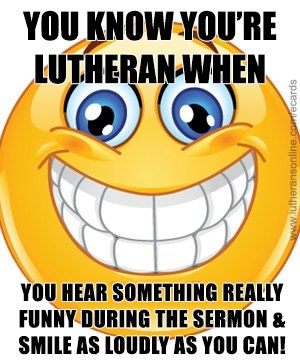 YOU KNOW YOU'RE
LUTHERAN WHEN
www.lutheransonline.com/ecards
YOU HEAR SOMETHING REALLY
FUNNY DURING THE SERMON &
SMILE AS LOUDLY AS YOU CAN!